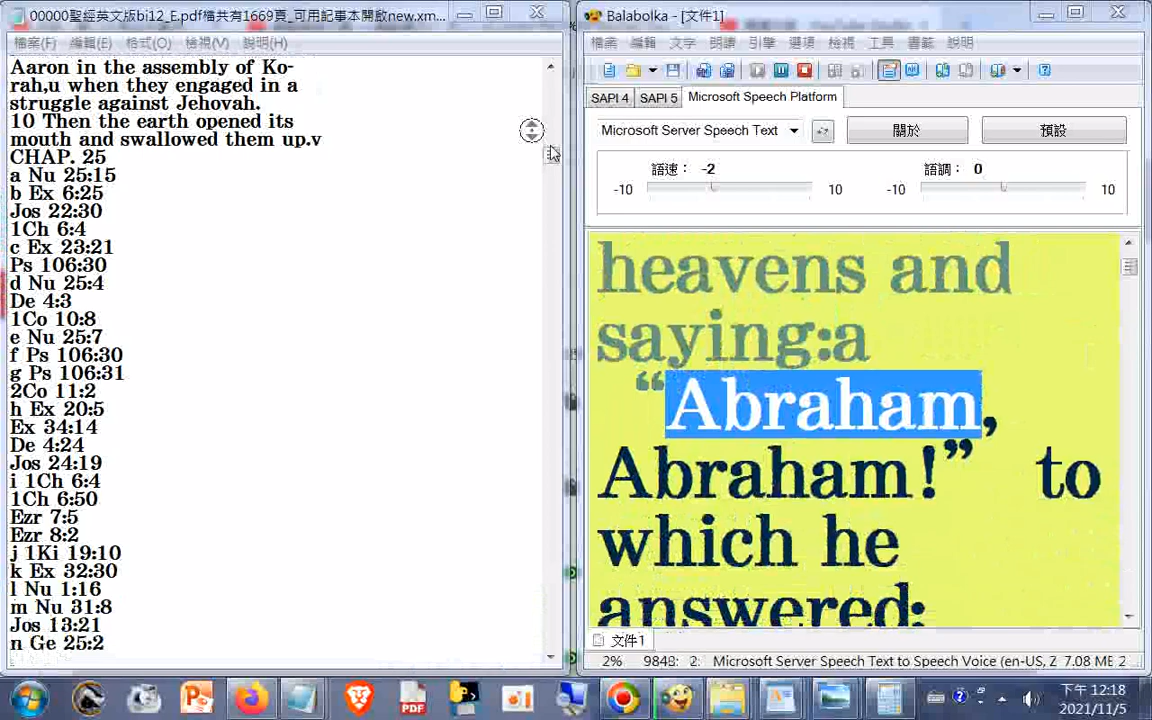 00000聖經英文版bi12_E.pdf檔共有1669頁_可用記事本開啟new.xm...
檔案(F) 編輯(E) 格式(O) 檢視(V) 說明(H)
Aaron in the assembly of Ko-
rah,u when they engaged in a
struggle against Jehovah.
10 Then the earth opened its
mouth and swallowed them up.v
CHAP. 25
a Nu 25:15
b Ex 6:25
Jos 22:30
1Ch 6:4
c Ex 23:21
Ps 106:30
d Nu 25:4
De 4:3
1Co 10:8
e Nu 25:7
f Ps 106:30
g Ps 106:31
2Co 11:2
h Ex 20:5
Ex 34:14
De 4:24
Jos 24:19
i 1Ch 6:4
1Ch 6:50
Ezr 7:5
Ezr 8:2
j 1Ki 19:10
k Ex 32:30
l Nu 1:16
m Nu 31:8
Jos 13:21
n Ge 25:2
Balabolka - [文件1]
檔案 編輯 文字 朗讀 引擎 選項 檢視 工具 書籤 說明
SAPI 4 SAPI 5 Microsoft Speech Platform
Microsoft Server Speech Text 關於 預設
語速： -2 語調： 0
-10 10 -10 10
heavens and
saying:a
“Abraham,
Abraham!” to
which he
answered:
文件1
2% 9848: 2: Microsoft Server Speech Text to Speech Voice (en-US, Z 7.08 MB 2
PDF
下午 12:18
2021/11/5